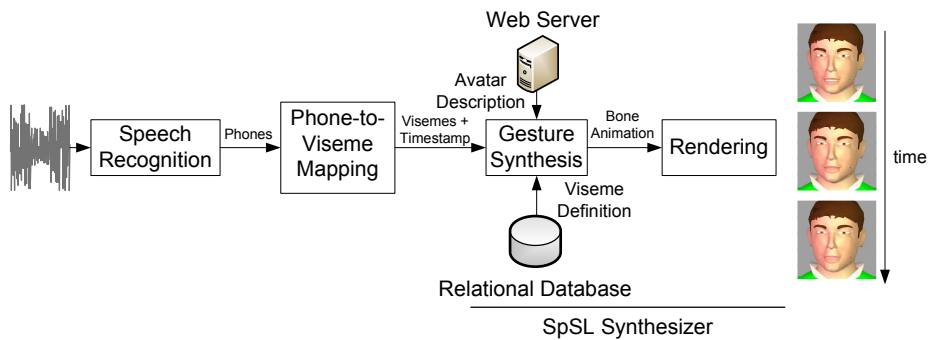 Web Server
Avatar
Description
Speech
Recognition
Phones
Phone-to-
Viseme
Mapping
Visemes +
Timestamp
Gesture
Synthesis
Bone
Animation
Rendering
time
Viseme
Definition
Relational Database
SpSL Synthesizer